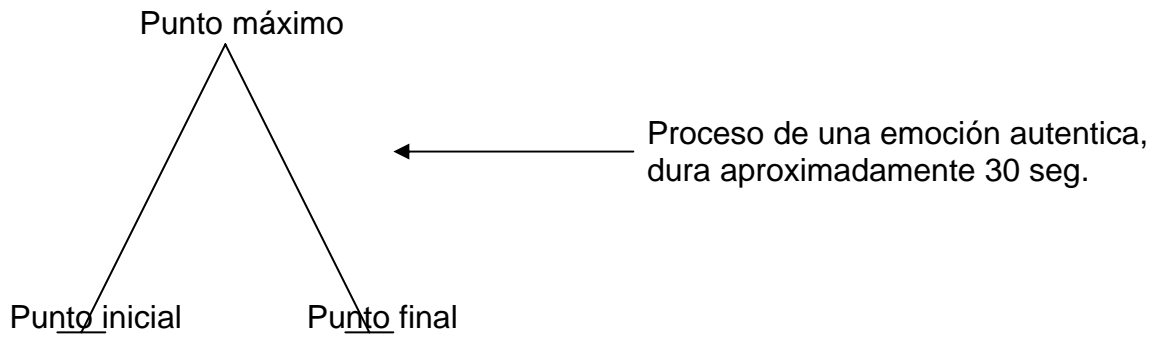 Punto máximo
Proceso de una emoción autentica,
dura aproximadamente 30 seg.
Punto inicial
Punto final